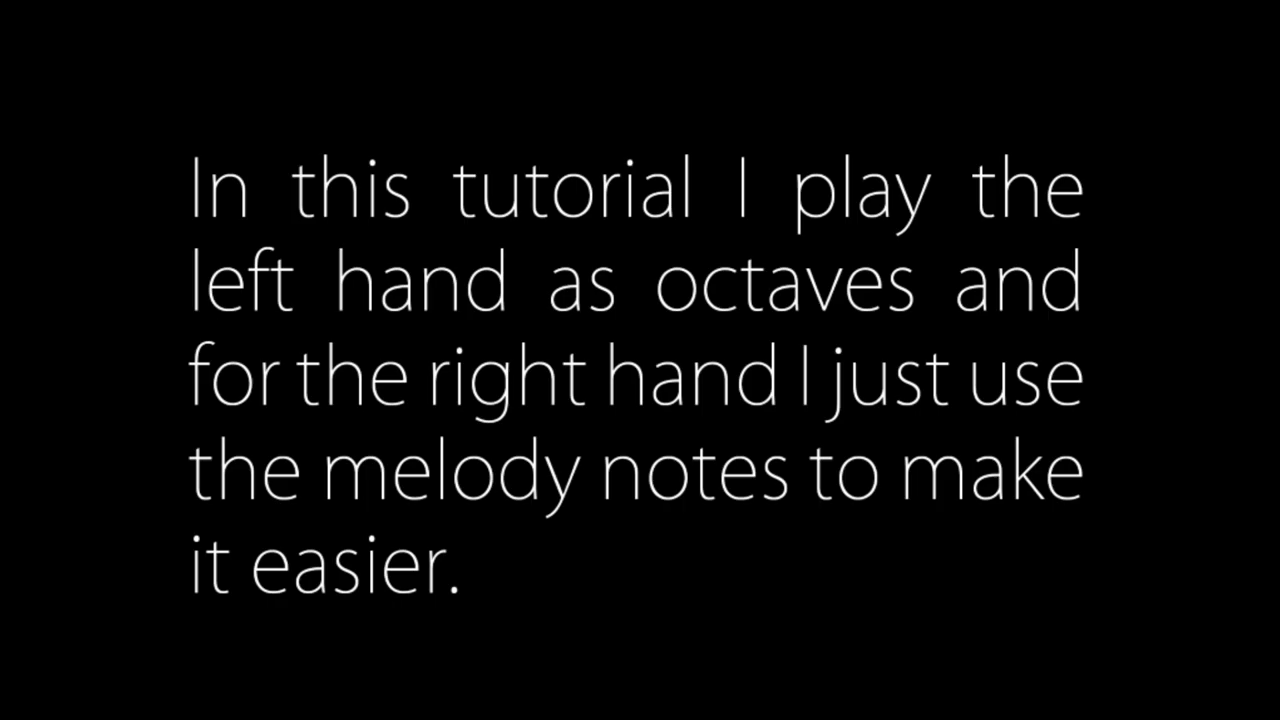 In this tutorial I play the
left hand as octaves and
for the right hand I just use
the melody notes to make
it easier.